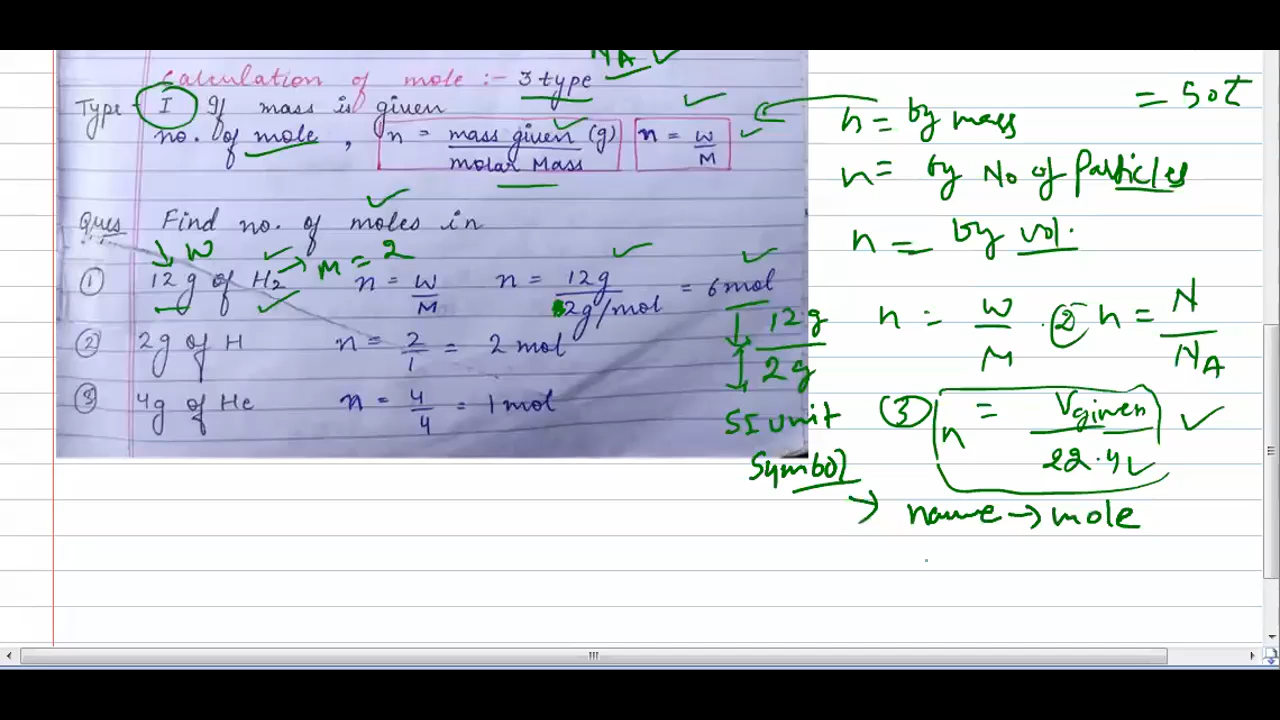 NA
Calculation of mole :- 3 type
Type - I If mass is given
no. of mole, n = mass given (g) / molar Mass n = W/M
Ques Find no. of moles in
W
① 12g of H₂ → M = 2 n = W/M n = 12g / 2g/mol = 6 mol
② 2g of H n = 2/1 = 2 mol
③ 4g of He n = 4/4 = 1 mol
12g / 2g
SI unit
Symbol
→ name → mole
= 50t
n = by mass
n = by No of Particles
n = by vol.
n = W/M ② n = N/NA
③ n = Vgiven / 22.4L